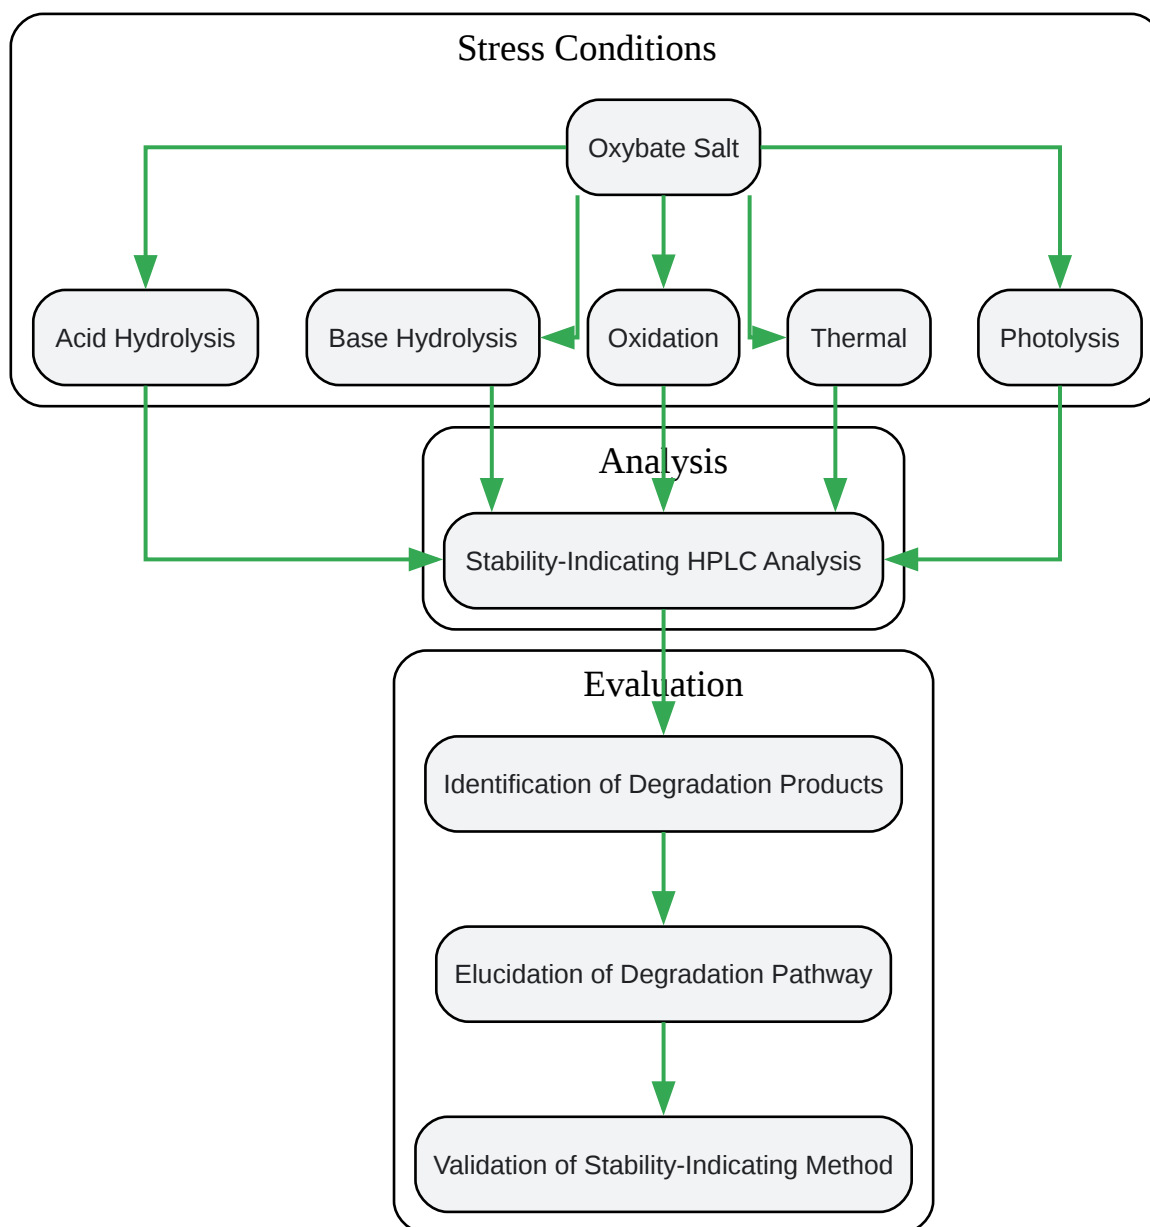 Stress Conditions
Oxybate Salt
Acid Hydrolysis
Base Hydrolysis
Oxidation
Thermal
Photolysis
Analysis
Stability-Indicating HPLC Analysis
Evaluation
Identification of Degradation Products
Elucidation of Degradation Pathway
Validation of Stability-Indicating Method